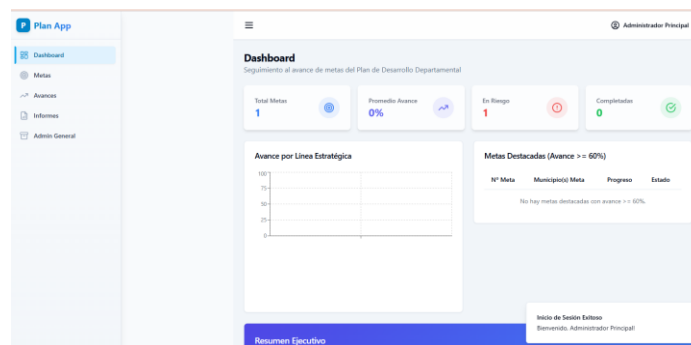 P Plan App
Administrador Principal
Dashboard
Metas
Avances
Informes
Admin General
Dashboard
Seguimiento al avance de metas del Plan de Desarrollo Departamental
Total Metas
1
Promedio Avance
0%
En Riesgo
1
Completadas
0
Avance por Línea Estratégica
100
75
50
25
0
Metas Destacadas (Avance >= 60%)
Nº Meta Municipio(s) Meta Progreso Estado
No hay metas destacadas con avance >= 60%.
Resumen Ejecutivo
Inicio de Sesión Exitoso
Bienvenido, Administrador Principal!